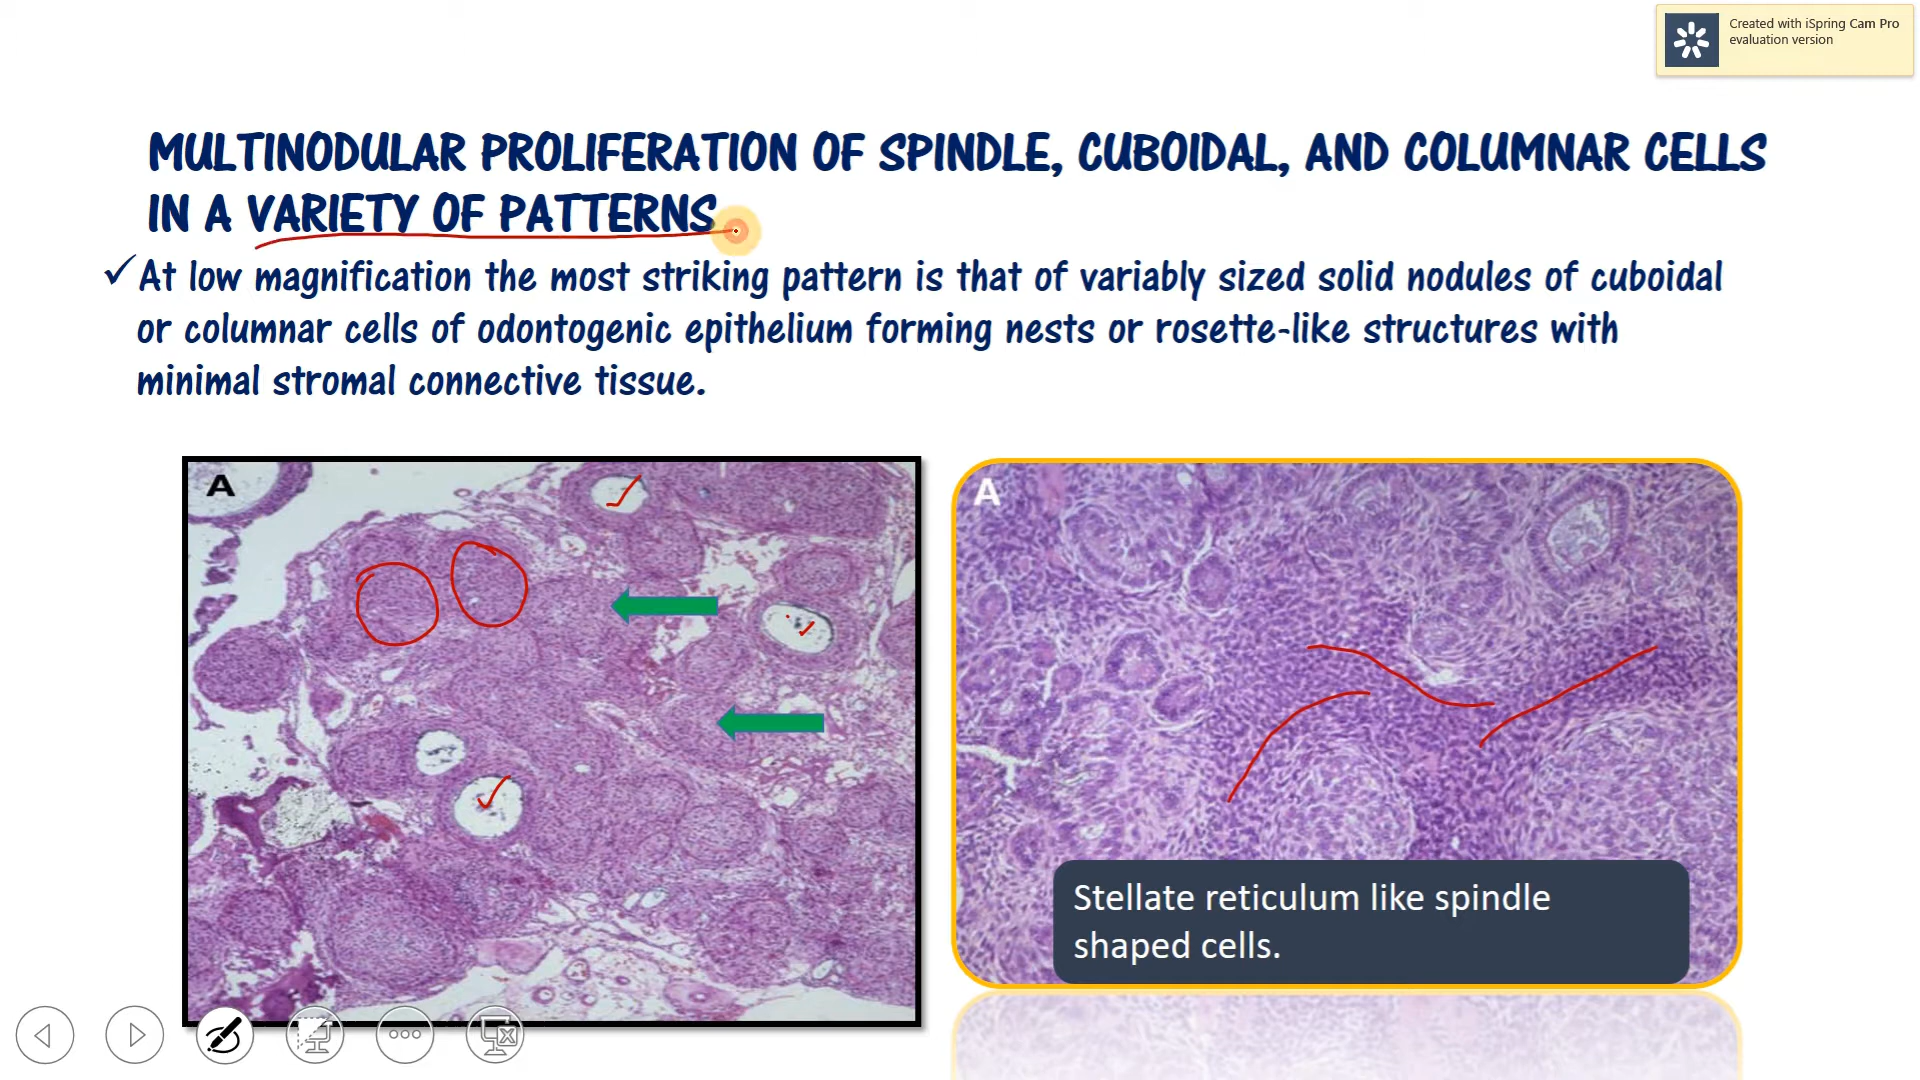 Created with iSpring Cam Pro
evaluation version
MULTINODULAR PROLIFERATION OF SPINDLE, CUBOIDAL, AND COLUMNAR CELLS
IN A VARIETY OF PATTERNS
✓At low magnification the most striking pattern is that of variably sized solid nodules of cuboidal
or columnar cells of odontogenic epithelium forming nests or rosette-like structures with
minimal stromal connective tissue.
A
A
Stellate reticulum like spindle
shaped cells.